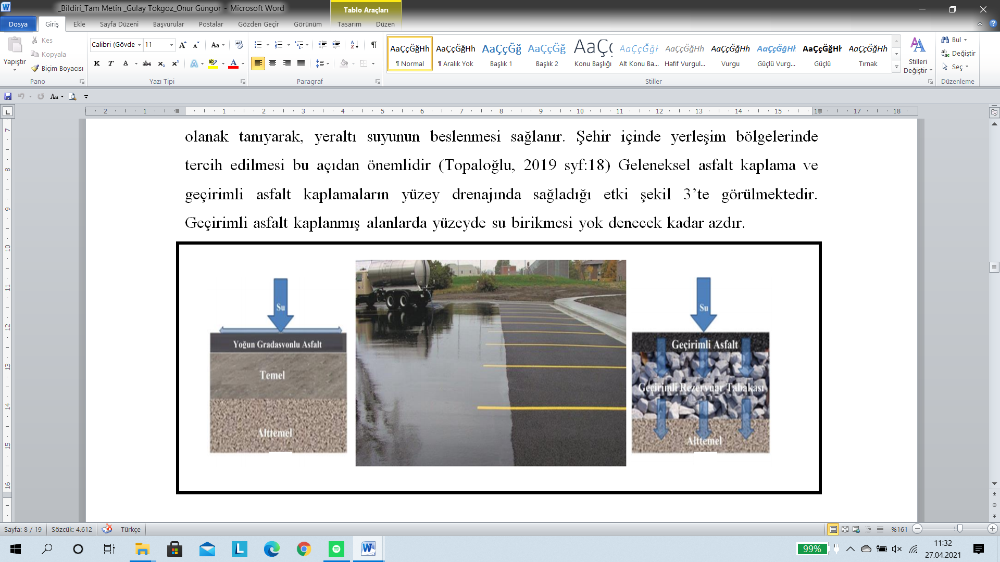 _Bildiri_Tam Metin _Gülay Tokgöz_Onur Güngör - Microsoft Word
Tablo Araçları
Dosya
Giriş
Ekle
Sayfa Düzeni
Başvurular
Postalar
Gözden Geçir
Görünüm
Tasarım
Düzen
Yapıştır
Kes
Kopyala
Biçim Boyacısı
Pano
Calibri (Gövde
11
Yazı Tipi
Paragraf
AaÇçĞğHh
¶ Normal
AaÇçĞğHh
¶ Aralık Yok
AaÇçĞğ
Başlık 1
AaÇçĞğ
Başlık 2
AaÇç
Konu Başlığı
AaÇçĞğH
Alt Konu Ba...
AaÇçĞğHh
Hafif Vurgul...
AaÇçĞğHh
Vurgu
AaÇçĞğHh
Güçlü Vurg...
AaÇçĞğHh
Güçlü
AaÇçĞğHh
Tırnak
Stiller
Stilleri
Değiştir
Bul
Değiştir
Seç
Düzenleme
olanak tanıyarak, yeraltı suyunun beslenmesi sağlanır. Şehir içinde yerleşim bölgelerinde
tercih edilmesi bu açıdan önemlidir (Topaloğlu, 2019 syf:18) Geleneksel asfalt kaplama ve
geçirimli asfalt kaplamaların yüzey drenajında sağladığı etki şekil 3’te görülmektedir.
Geçirimli asfalt kaplanmış alanlarda yüzeyde su birikmesi yok denecek kadar azdır.
Su
Yoğun Gradasvonlu Asfalt
Temel
Alttemel
Su
Geçirimli Asfalt
Geçirimli Rezervuar Tabakası
Alttemel
Sayfa: 8 / 19
Sözcük: 4.612
Türkçe
%161
99%
11:32
27.04.2021